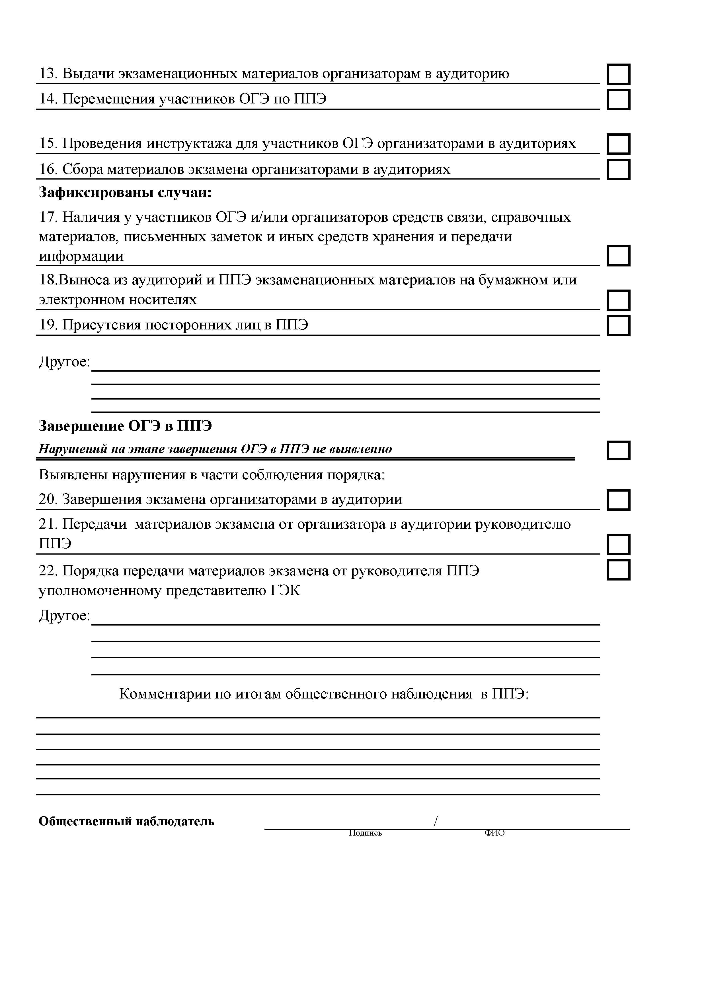 13. Выдачи экзаменационных материалов организаторам в аудиторию
14. Перемещения участников ОГЭ по ППЭ
15. Проведения инструктажа для участников ОГЭ организаторами в аудиториях
16. Сбора материалов экзамена организаторами в аудиториях
Зафиксированы случаи:
17. Наличия у участников ОГЭ и/или организаторов средств связи, справочных
материалов, письменных заметок и иных средств хранения и передачи
информации
18.Выноса из аудиторий и ППЭ экзаменационных материалов на бумажном или
электронном носителях
19. Присутсвия посторонних лиц в ППЭ
Другое:
Завершение ОГЭ в ППЭ
Нарушений на этапе завершения ОГЭ в ППЭ не выявленно
Выявлены нарушения в части соблюдения порядка:
20. Завершения экзамена организаторами в аудитории
21. Передачи  материалов экзамена от организатора в аудитории руководителю
ППЭ
22. Порядка передачи материалов экзамена от руководителя ППЭ
уполномоченному представителю ГЭК
Другое:
Комментарии по итогам общественного наблюдения  в ППЭ:
Общественный наблюдатель /
Подпись ФИО